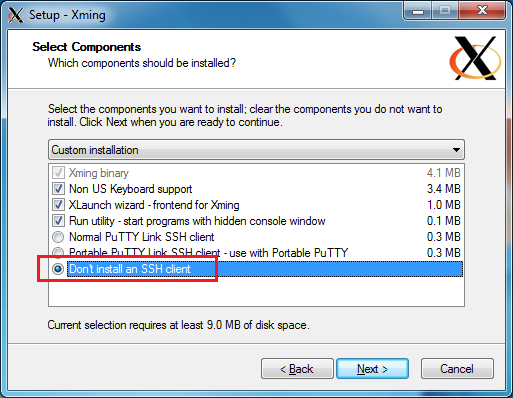 Setup - Xming
Select Components
Which components should be installed?
Select the components you want to install; clear the components you do not want to
install. Click Next when you are ready to continue.
Custom installation
Xming binary 4.1 MB
Non US Keyboard support 3.4 MB
XLaunch wizard - frontend for Xming 1.0 MB
Run utility - start programs with hidden console window 0.1 MB
Normal PuTTY Link SSH client 0.3 MB
Portable PuTTY Link SSH client - use with Portable PuTTY 0.3 MB
Don't install an SSH client
Current selection requires at least 9.0 MB of disk space.
< Back Next > Cancel